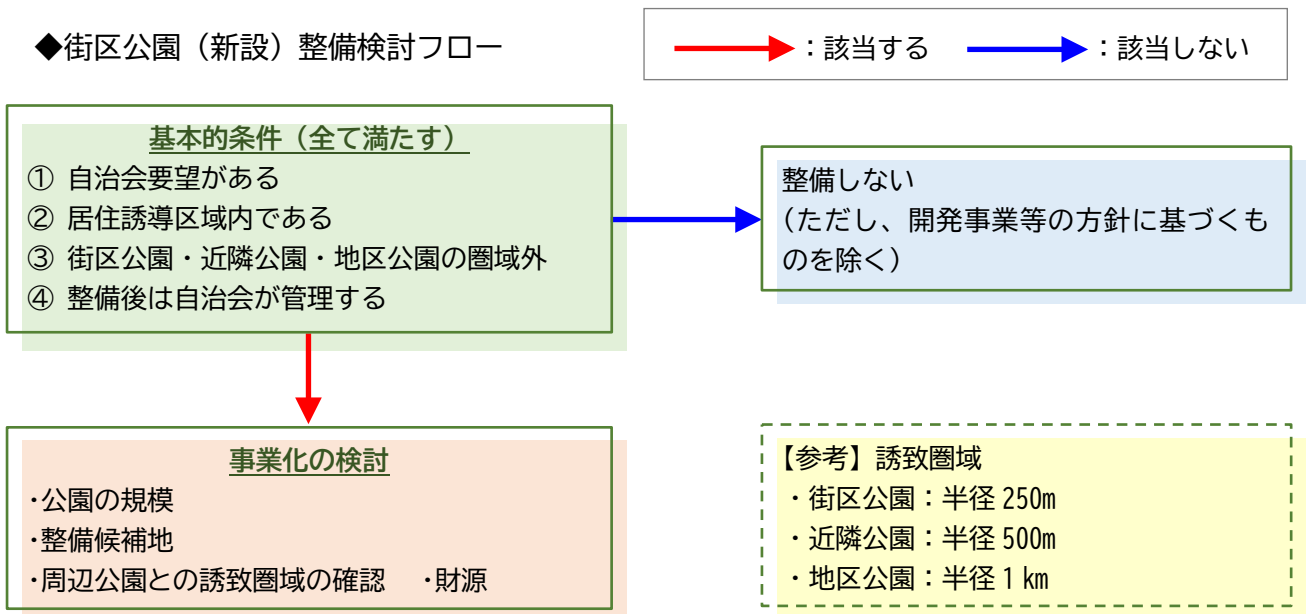 ◆街区公園（新設）整備検討フロー
：該当する
：該当しない
基本的条件（全て満たす）
① 自治会要望がある
② 居住誘導区域内である
③ 街区公園・近隣公園・地区公園の圏域外
④ 整備後は自治会が管理する
整備しない
(ただし、開発事業等の方針に基づくも
のを除く）
事業化の検討
・公園の規模
・整備候補地
・周辺公園との誘致圏域の確認　・財源
【参考】誘致圏域
・街区公園：半径 250m
・近隣公園：半径 500m
・地区公園：半径 1 km